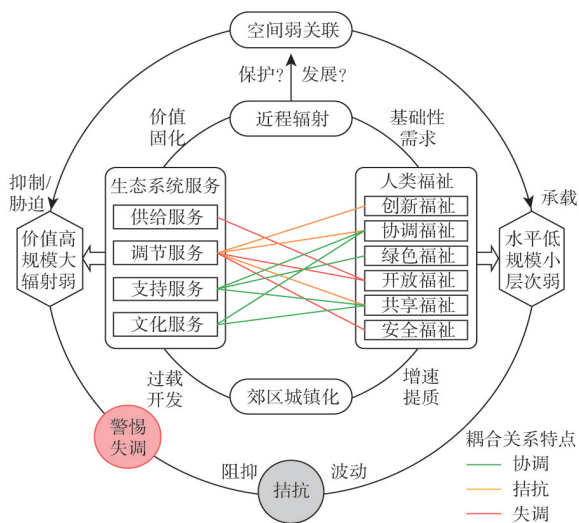 空间弱关联
保护?
发展?
价值
固化
近程辐射
基础性
需求
抑制/
胁迫
生态系统服务
人类福祉
承载
供给服务
调节服务
支持服务
文化服务
创新福祉
协调福祉
绿色福祉
开放福祉
共享福祉
安全福祉
价值高
规模大
辐射弱
水平低
规模小
层次弱
过载
开发
郊区城镇化
增速
提质
警惕
失调
阻抑
拮抗
波动
耦合关系特点
协调
拮抗
失调